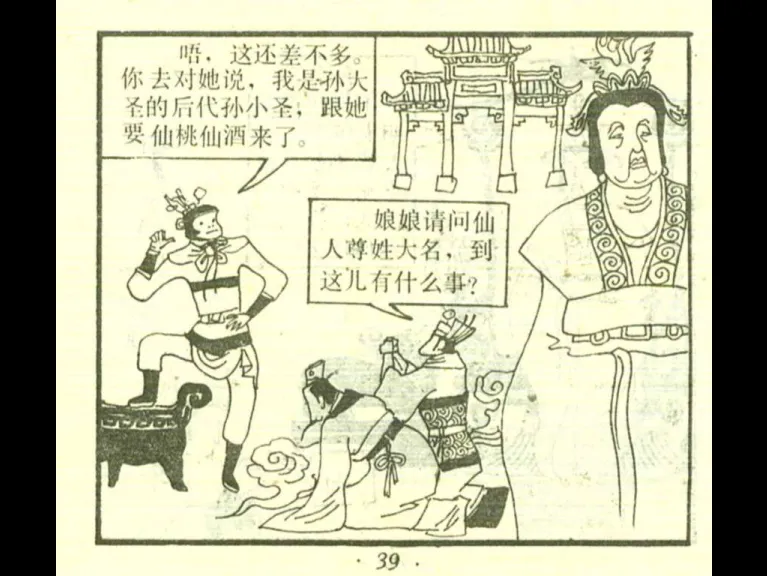 唔，这还差不多。
你去对她说，我是孙大
圣的后代孙小圣，跟她
要仙桃仙酒来了。
娘娘请问仙
人尊姓大名，到
这儿有什么事？
· 39 ·